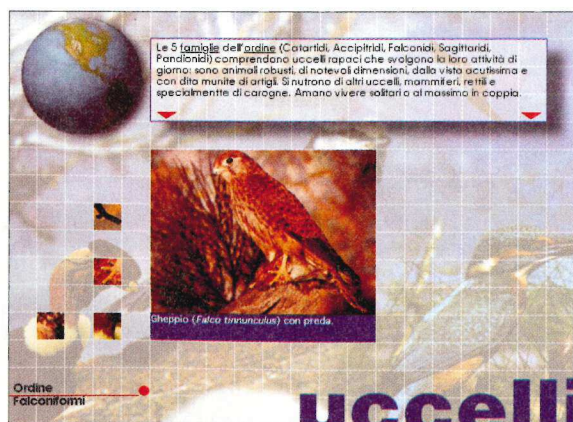 Le 5 famiglie dell'ordine (Catartidi, Accipitridi, Falconidi, Sagittaridi,
Pandionidi) comprendono uccelli rapaci che svolgono la loro attività di
giorno: sono animali robusti, di notevoli dimensioni, dalla vista acutissima e
con dita munite di artigli. Si nutrono di altri uccelli, mammiferi, rettili e
specialmente di carogne. Amano vivere solitari o al massimo in coppia.
Gheppio (Falco tinnunculus) con preda.
Ordine
Falconiformi
uccelli